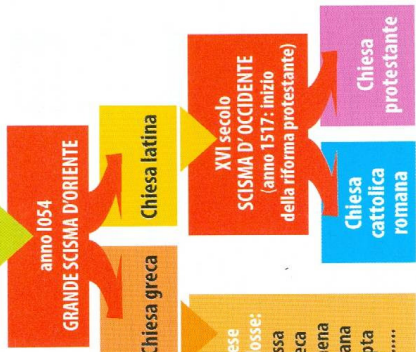 anno I054
GRANDE SCISMA D'ORIENTE
Chiesa greca
Chiesa latina
XVI secolo
SCISMA D' OCCIDENTE
(anno 1517: inizio
della riforma protestante)
Chiesa
cattolica
romana
Chiesa
protestante